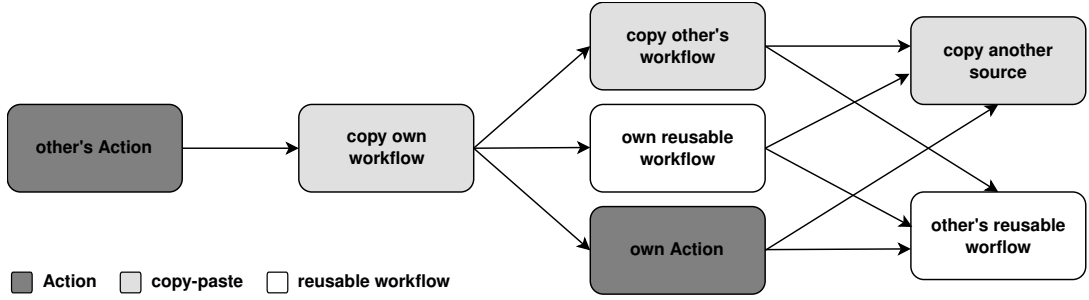 other's Action
copy own
workflow
copy other's
workflow
own reusable
workflow
own Action
copy another
source
other's reusable
worflow
Action
copy-paste
reusable workflow